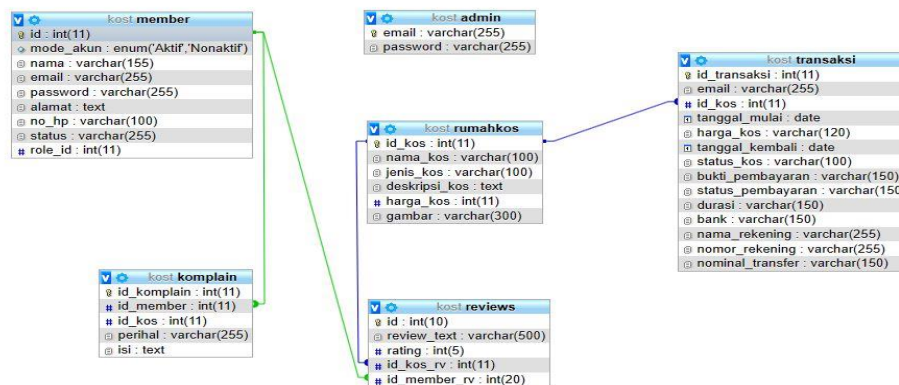 kost member
id : int(11)
mode_akun : enum('Aktif','Nonaktif')
nama : varchar(155)
email : varchar(255)
password : varchar(255)
alamat : text
no_hp : varchar(100)
status : varchar(255)
role_id : int(11)
kost admin
email : varchar(255)
password : varchar(255)
kost transaksi
id_transaksi : int(11)
email : varchar(255)
id_kos : int(11)
tanggal_mulai : date
harga_kos : varchar(120)
tanggal_kembali : date
status_kos : varchar(100)
bukti_pembayaran : varchar(150)
status_pembayaran : varchar(150
durasi : varchar(150)
bank : varchar(150)
nama_rekening : varchar(255)
nomor_rekening : varchar(255)
nominal_transfer : varchar(150)
kost rumahkos
id_kos : int(11)
nama_kos : varchar(100)
jenis_kos : varchar(100)
deskripsi_kos : text
harga_kos : int(11)
gambar : varchar(300)
kost komplain
id_komplain : int(11)
id_member : int(11)
id_kos : int(11)
perihal : varchar(255)
isi : text
kost reviews
id : int(10)
review_text : varchar(500)
rating : int(5)
id_kos_rv : int(11)
id_member_rv : int(20)